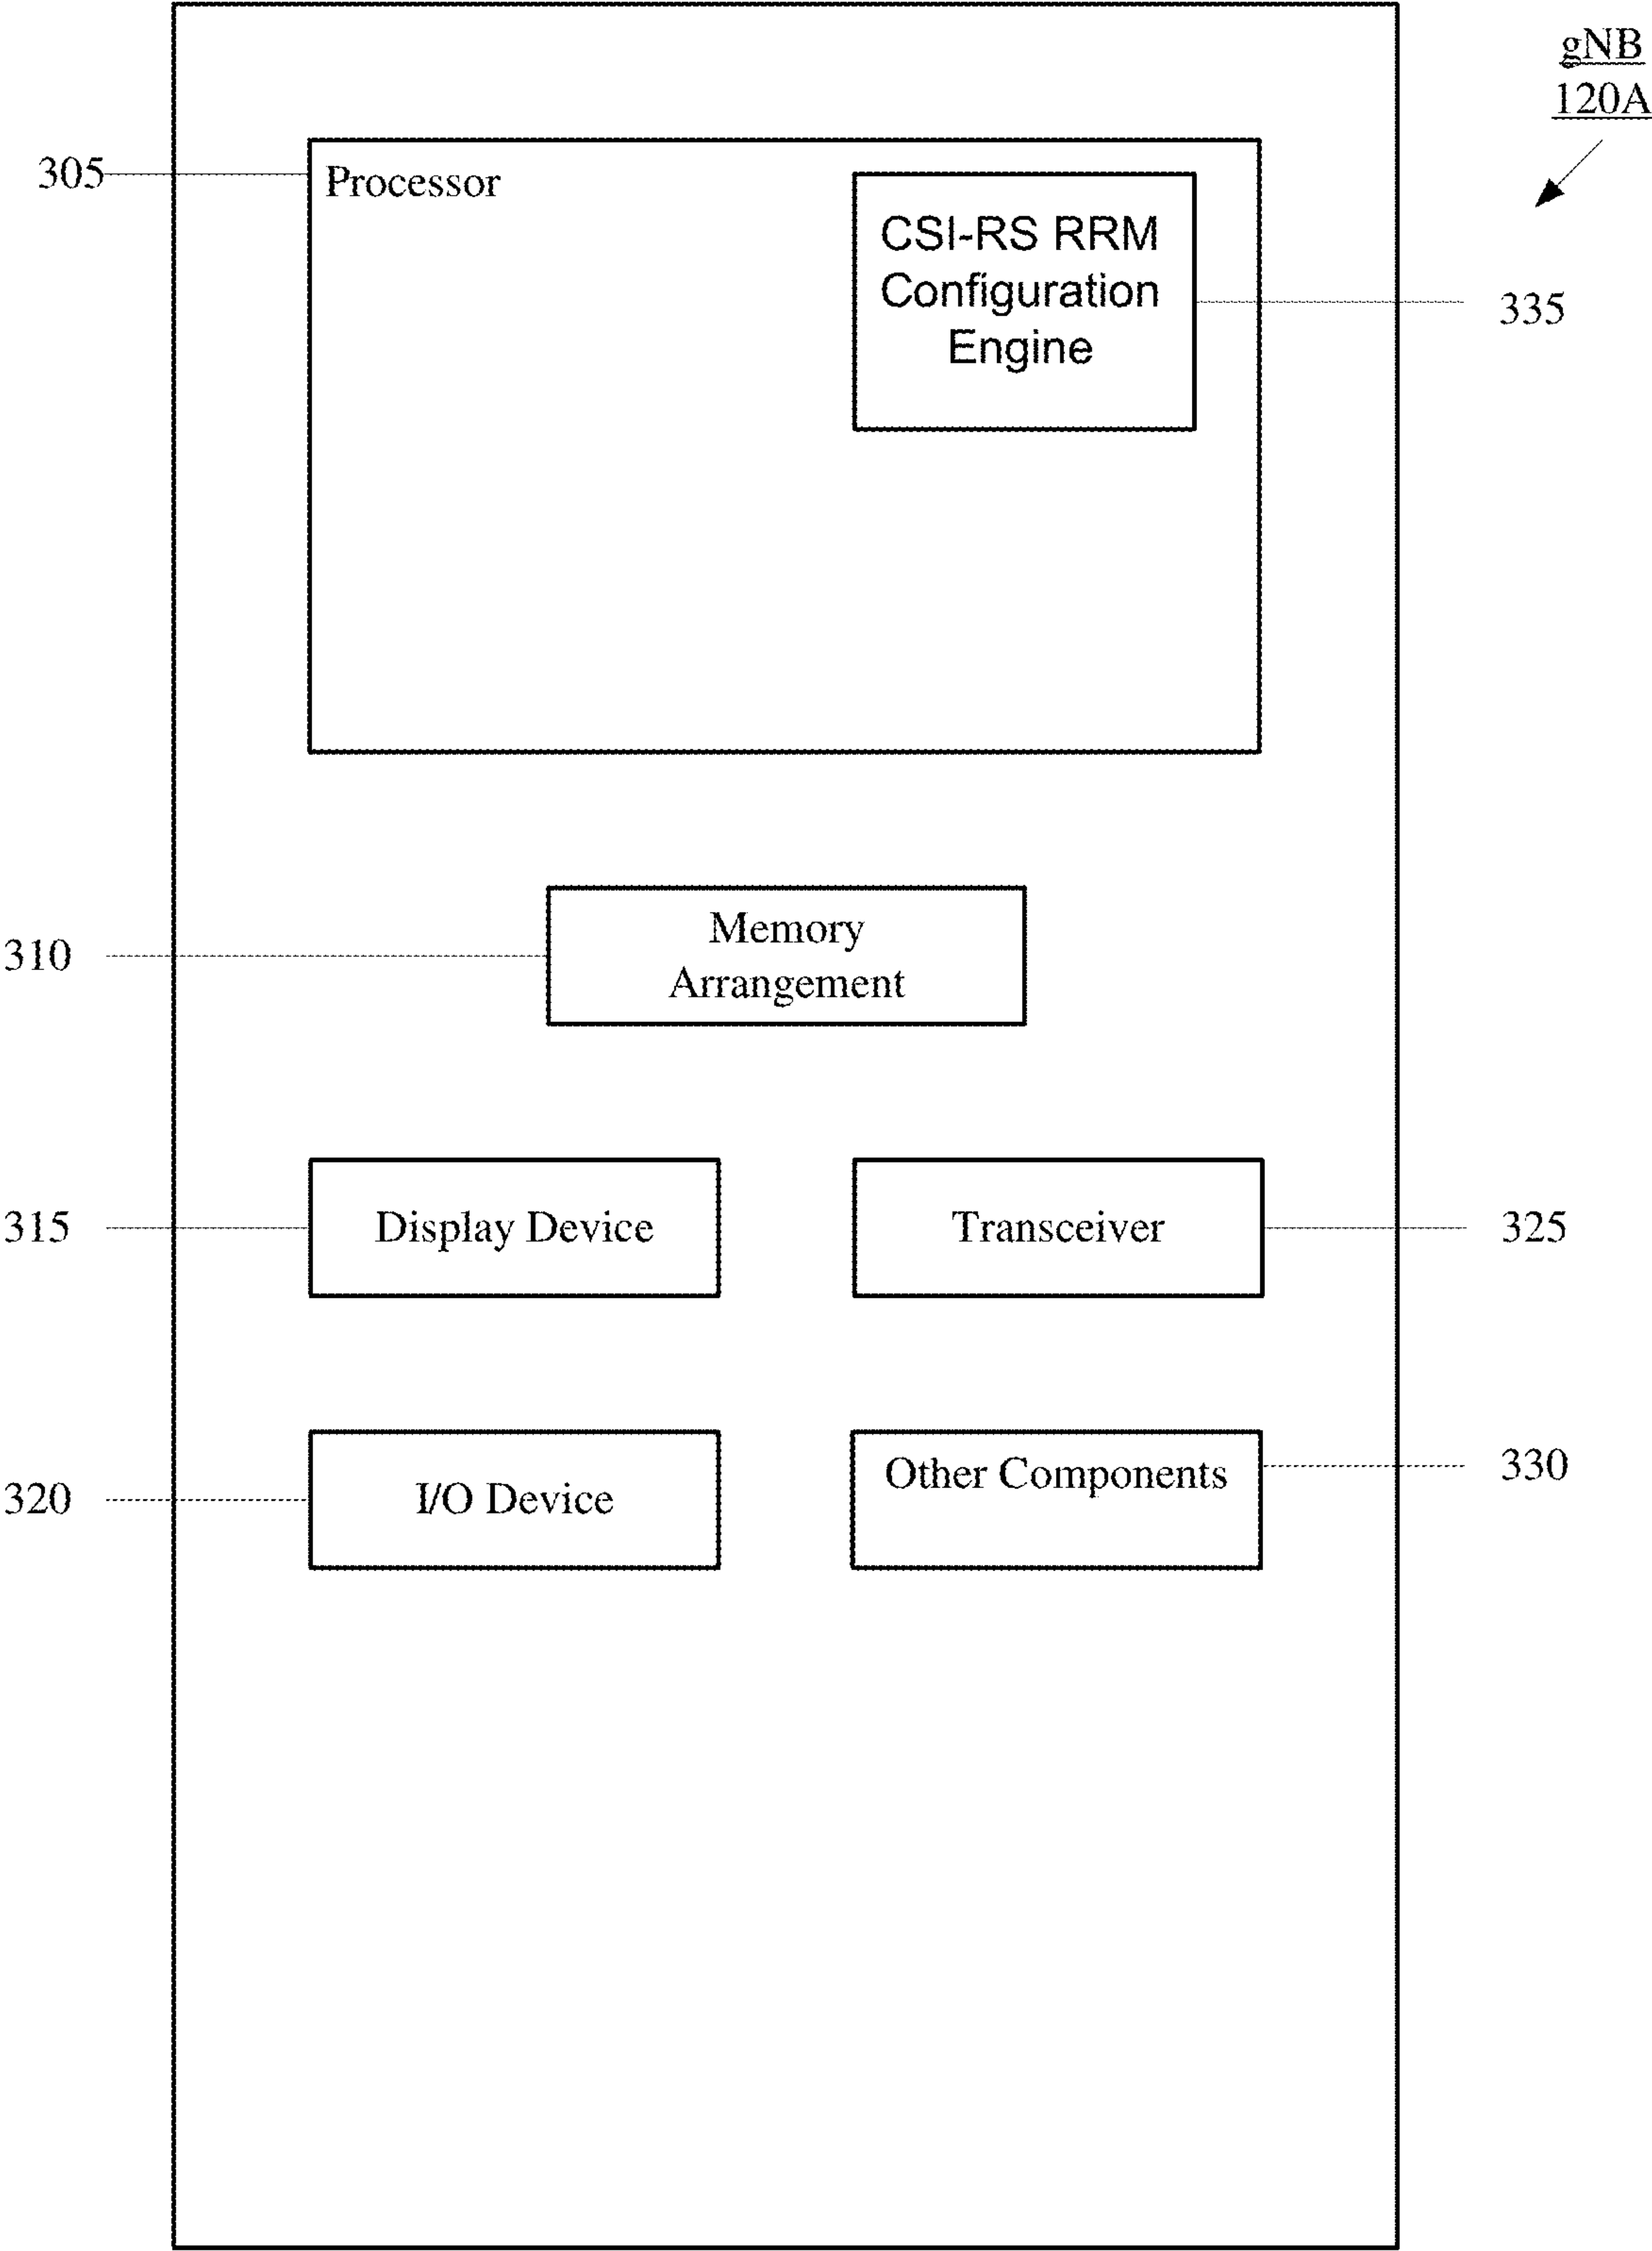 gNB
120A
305
Processor
CSI-RS RRM
Configuration
Engine
335
310
Memory
Arrangement
315
Display Device
Transceiver
325
320
I/O Device
Other Components
330